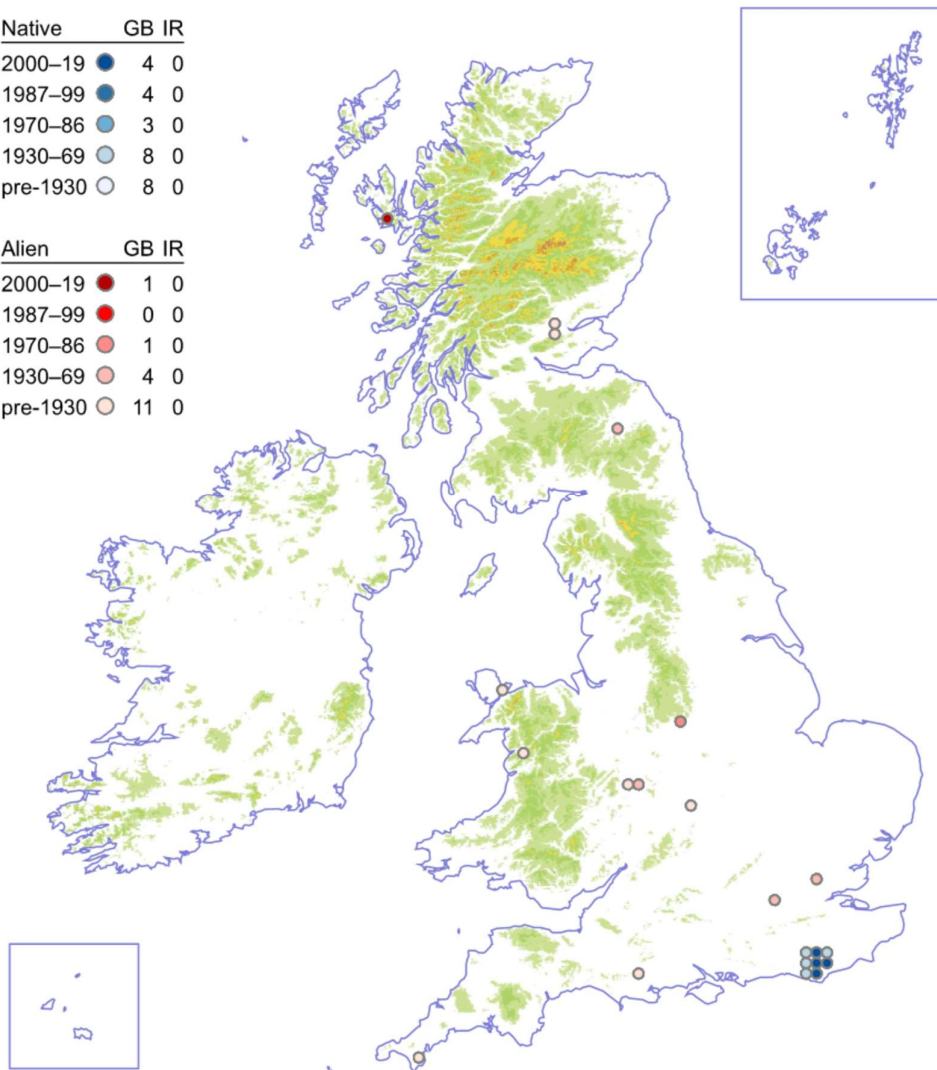 Native GB IR
2000–19 4 0
1987–99 4 0
1970–86 3 0
1930–69 8 0
pre-1930 8 0
Alien GB IR
2000–19 1 0
1987–99 0 0
1970–86 1 0
1930–69 4 0
pre-1930 11 0